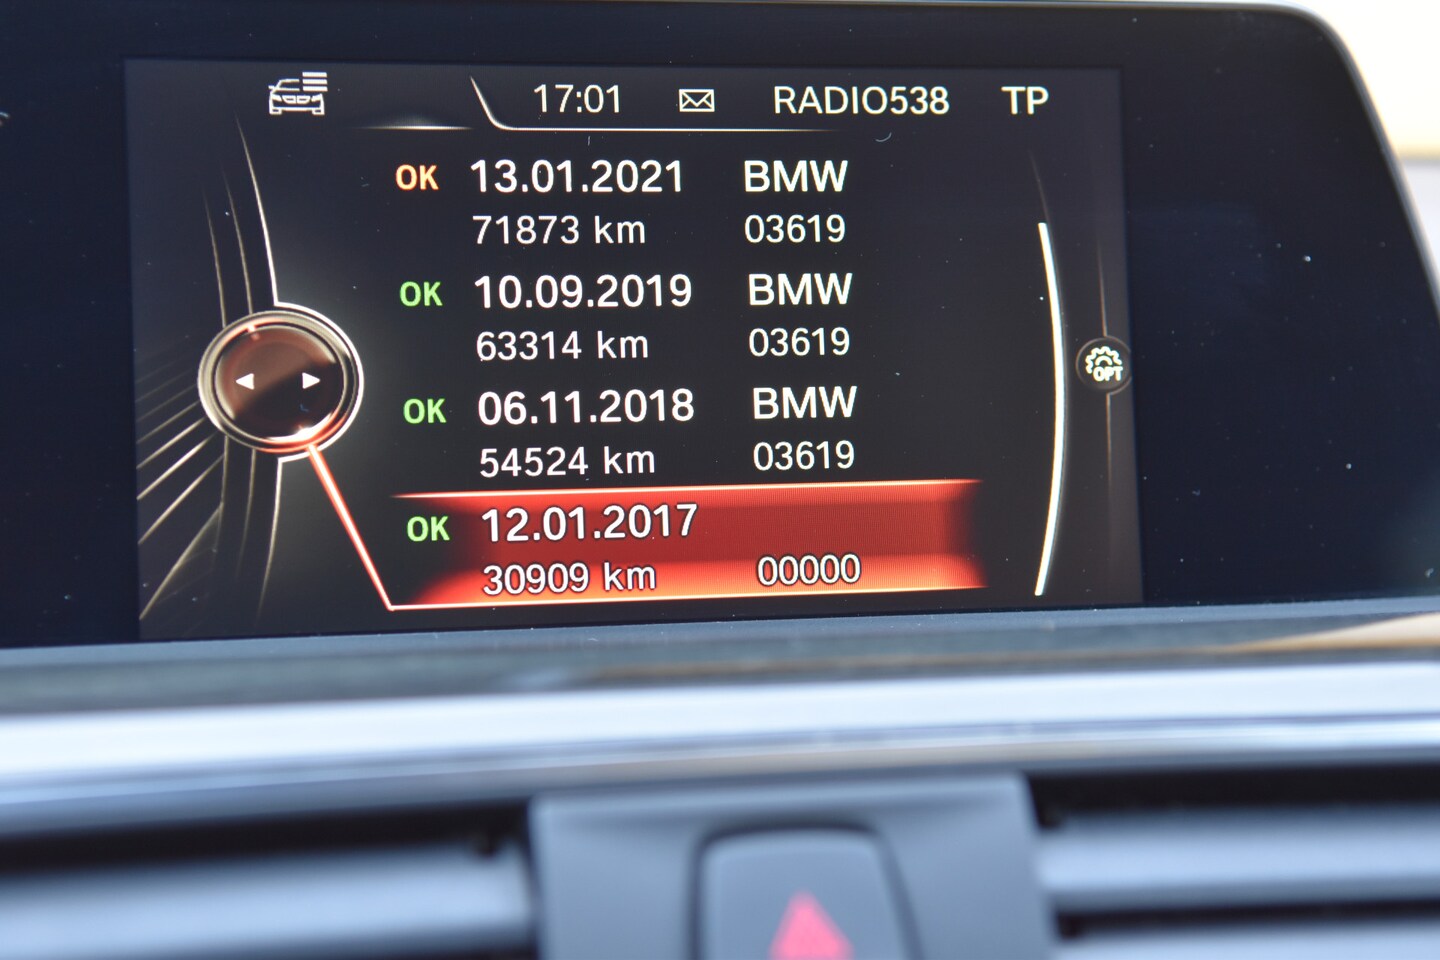 17:01 RADIO538 TP
OK 13.01.2021 BMW
71873 km 03619
OK 10.09.2019 BMW
63314 km 03619
OPT
OK 06.11.2018 BMW
54524 km 03619
OK 12.01.2017
30909 km 00000